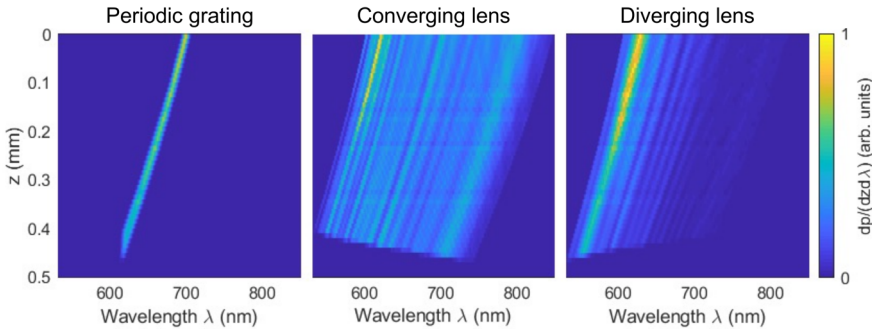 Periodic grating
Converging lens
Diverging lens
z (mm)
0
0.1
0.2
0.3
0.4
0.5
600 700 800
Wavelength λ (nm)
600 700 800
Wavelength λ (nm)
600 700 800
Wavelength λ (nm)
1
0
dp/(dzdλ) (arb. units)